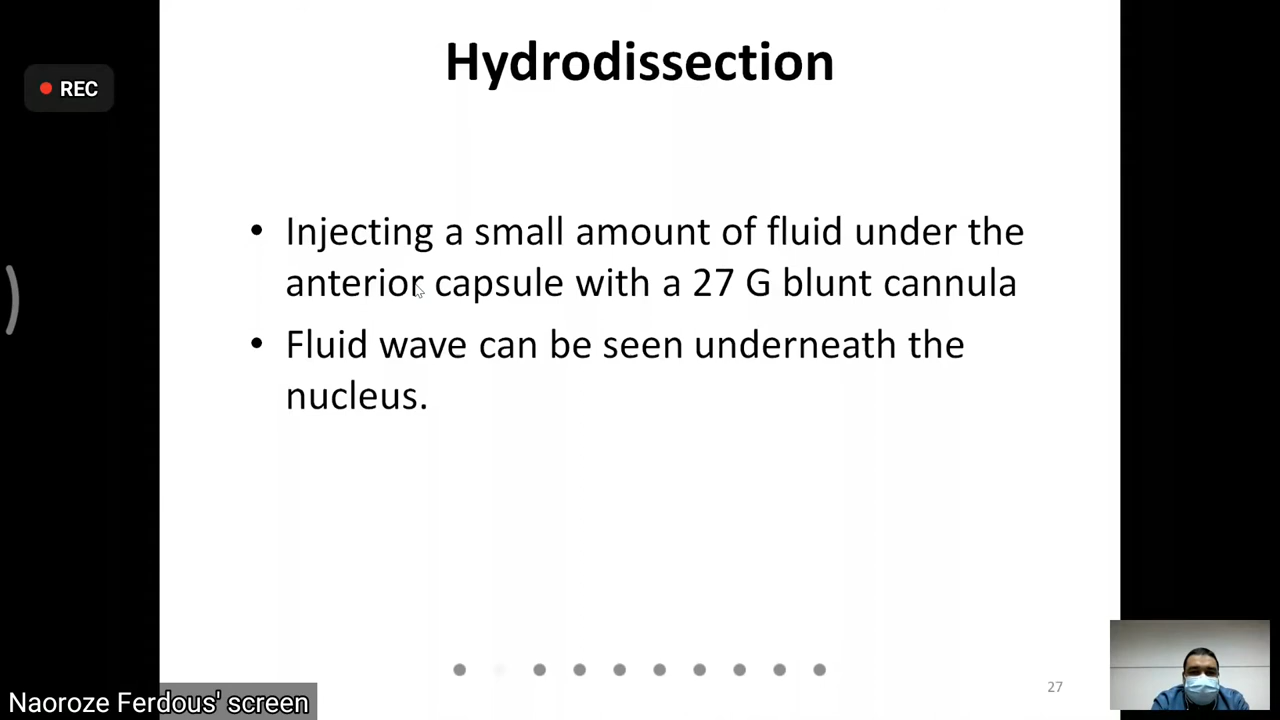 Hydrodissection
REC
• Injecting a small amount of fluid under the
anterior capsule with a 27 G blunt cannula
• Fluid wave can be seen underneath the
nucleus.
27
Naoroze Ferdous' screen